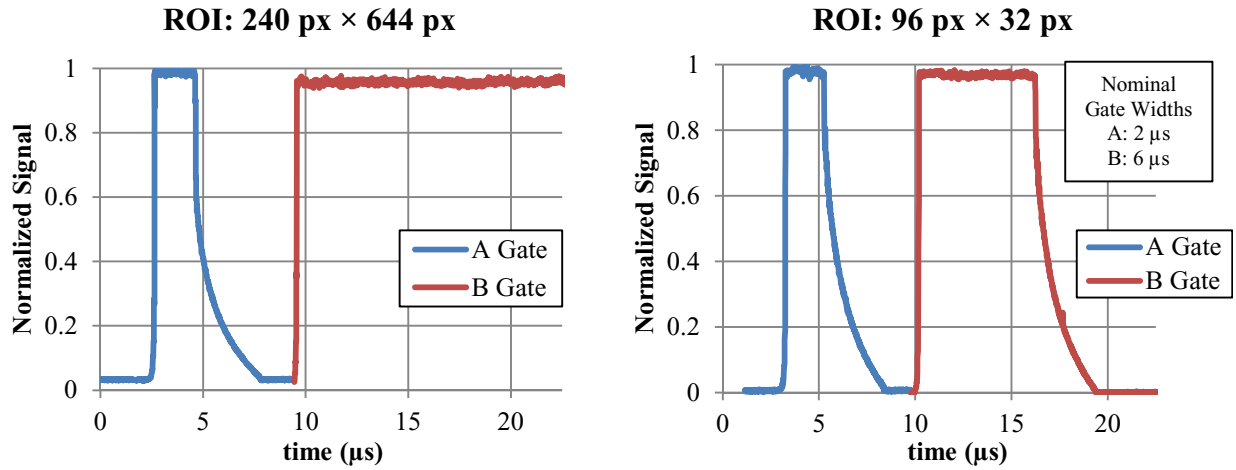 ROI: 240 px × 644 px
Normalized Signal
1
0.8
0.6
0.4
0.2
0
0 5 10 15 20
time (µs)
A Gate
B Gate
ROI: 96 px × 32 px
Normalized Signal
1
0.8
0.6
0.4
0.2
0
0 5 10 15 20
time (µs)
Nominal
Gate Widths
A: 2 µs
B: 6 µs
A Gate
B Gate